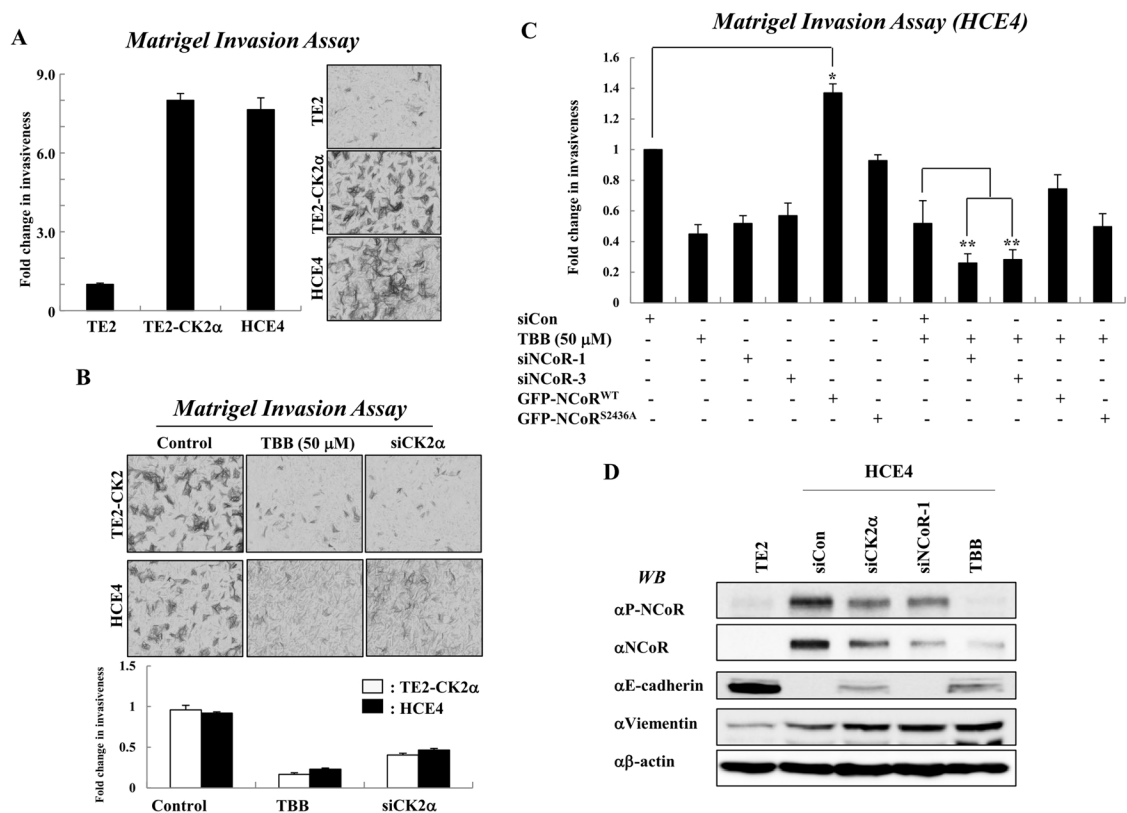 A
Matrigel Invasion Assay
Fold change in invasiveness
9.0
6.0
3.0
0
TE2
TE2-CK2α
HCE4
TE2
TE2-CK2α
HCE4
B
Matrigel Invasion Assay
Control TBB (50 μM) siCK2α
TE2-CK2
HCE4
Fold change in invasiveness
1.5
1
0.5
0
: TE2-CK2α
: HCE4
Control TBB siCK2α
C
Matrigel Invasion Assay (HCE4)
Fold change in invasiveness
1.6
1.4
1.2
1
0.8
0.6
0.4
0.2
0
*
**
**
siCon + - - - - - + - - - -
TBB (50 μM) - + - - - - + + + + +
siNCoR-1 - - + - - - - + - - -
siNCoR-3 - - - + - - - - + - -
GFP-NCoRᵂᵀ - - - - + - - - - + -
GFP-NCoRS2436A - - - - - + - - - - +
D
HCE4
WB
TE2
siCon
siCK2α
siNCoR-1
TBB
αP-NCoR
αNCoR
αE-cadherin
αViementin
αβ-actin